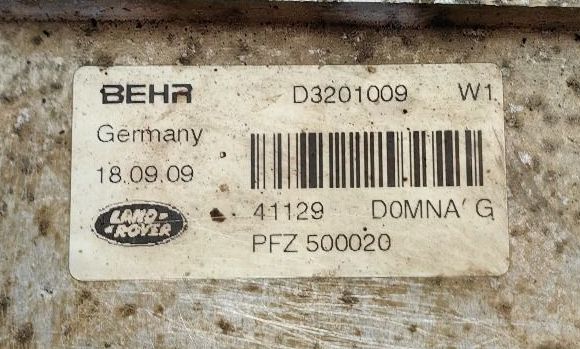 BEHR D3201009 W1
Germany
18.09.09
LAND-
-ROVER
41129 D0MNA' G
PFZ 500020